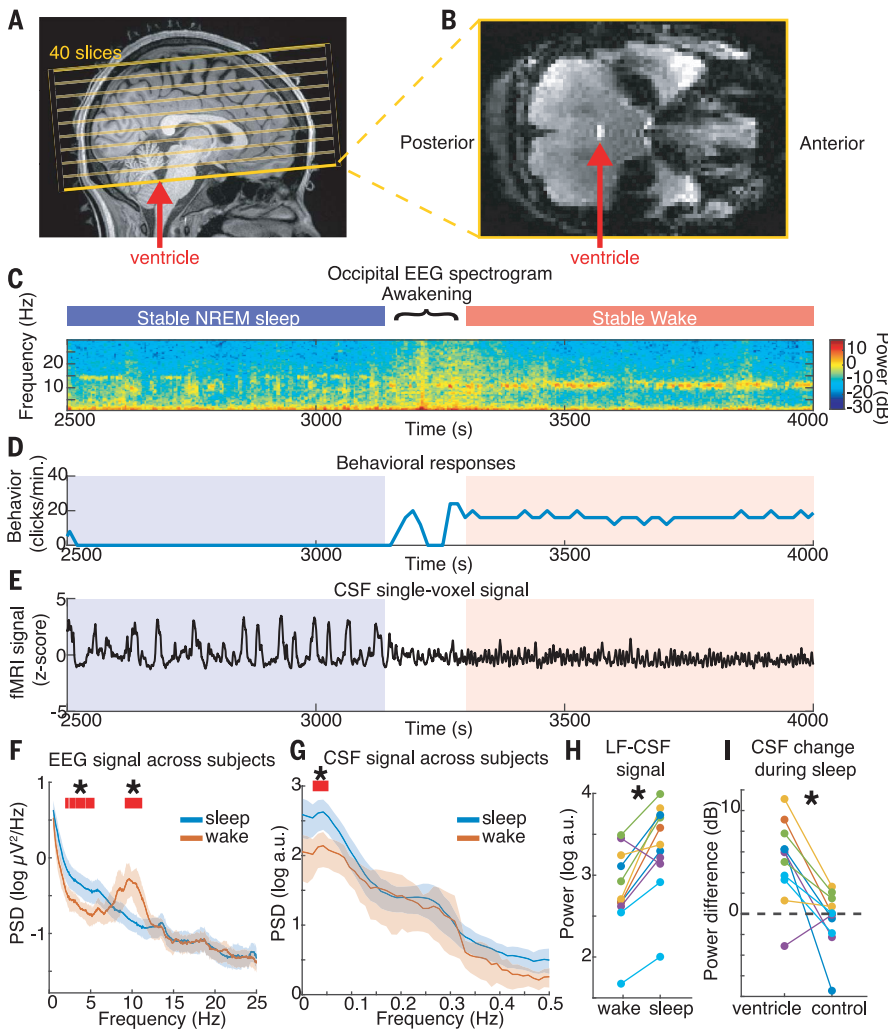 A
40 slices
ventricle
B
Posterior
Anterior
ventricle
C
Occipital EEG spectrogram
Awakening
Stable NREM sleep
Stable Wake
Frequency (Hz)
20
10
2500
3000
3500
4000
Time (s)
10
0
-10
-20
-30
Power (dB)
D
Behavioral responses
Behavior
(clicks/min.)
40
20
0
2500
3000
3500
4000
Time (s)
E
CSF single-voxel signal
fMRI signal
(z-score)
5
0
-5
2500
3000
3500
4000
Time (s)
F
EEG signal across subjects
*
*
sleep
wake
PSD (log μV²/Hz)
1
-0
-1
0
5
10
15
20
25
Frequency (Hz)
G
CSF signal across subjects
*
sleep
wake
PSD (log a.u.)
3
2
1
0
0
0.1
0.2
0.3
0.4
0.5
Frequency (Hz)
H
LF-CSF
signal
*
Power (log a.u.)
4
3
2
wake
sleep
I
CSF change
during sleep
*
Power difference (dB)
10
0
ventricle
control